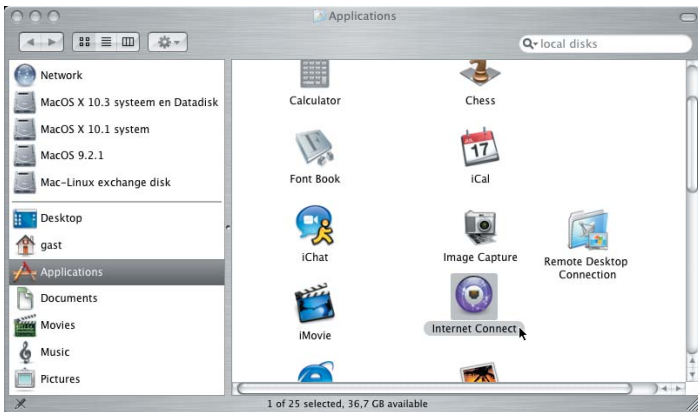 Applications
local disks
Network
MacOS X 10.3 systeem en Datadisk
MacOS X 10.1 system
MacOS 9.2.1
Mac-Linux exchange disk
Desktop
gast
Applications
Documents
Movies
Music
Pictures
Calculator
Chess
Font Book
17
iCal
iChat
Image Capture
Remote Desktop
Connection
iMovie
Internet Connect
1 of 25 selected, 36,7 GB available